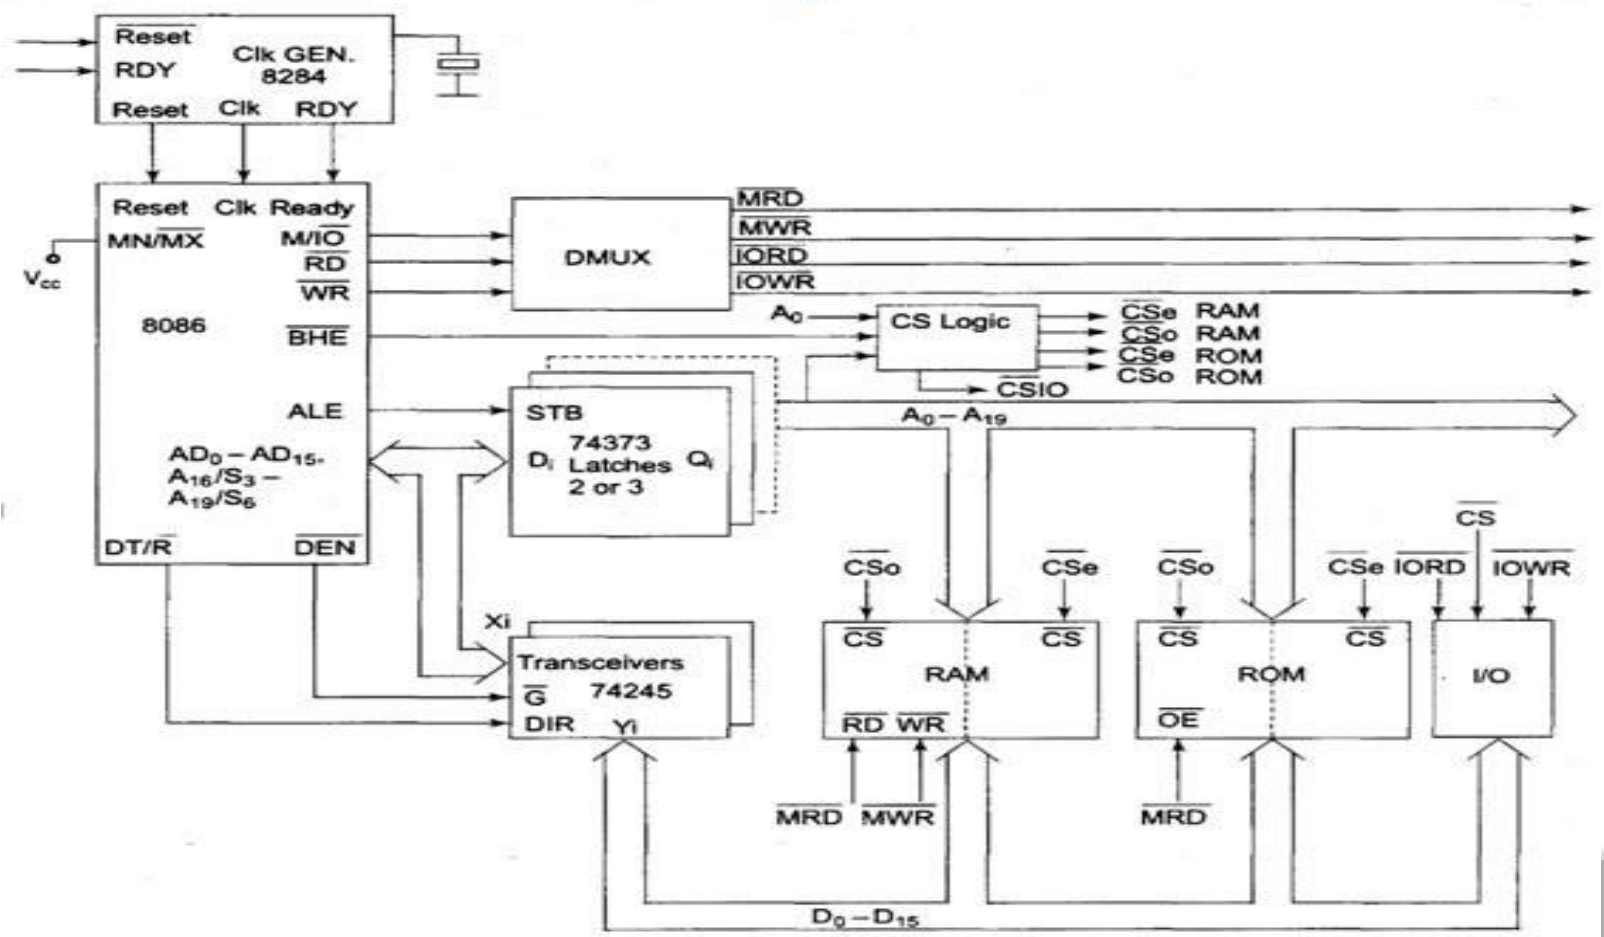 Reset
RDY
Clk GEN.
8284
Reset Clk RDY
Reset Clk Ready
MN/MX
M/IO
RD
WR
Vcc
8086
BHE
ALE
AD0 – AD15-
A16/S3 –
A19/S6
DT/R
DEN
DMUX
MRD
MWR
IORD
IOWR
A0
CS Logic
CSe RAM
CSo RAM
CSe ROM
CSo ROM
CSIO
STB
74373
Di Latches Qi
2 or 3
A0 – A19
Xi
Transceivers
G 74245
DIR Yi
CSo
CSe
CS
CS
RAM
RD WR
MRD MWR
CSo
CSe
CS
CS
ROM
OE
MRD
CS
IORD
IOWR
I/O
D0 – D15